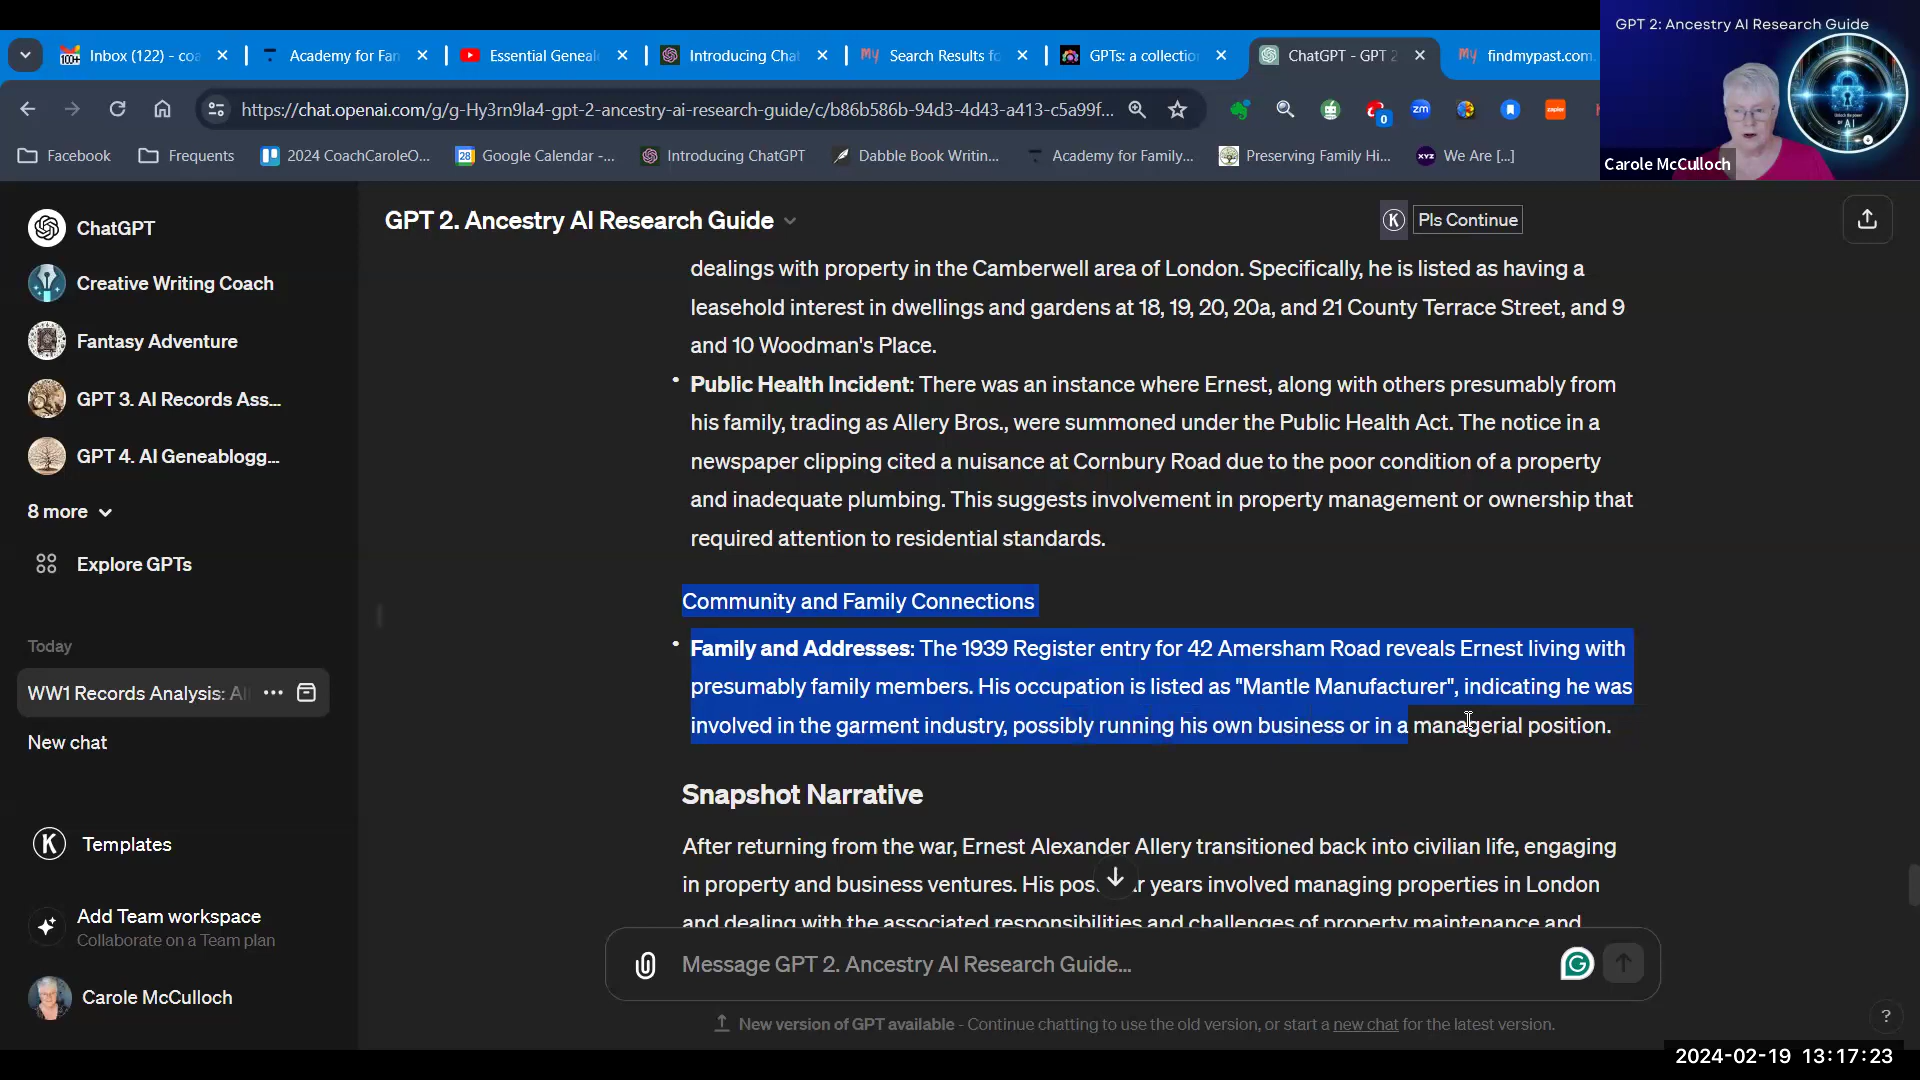 GPT 2: Ancestry AI Research Guide
Inbox (122) - co
Academy for Fan
Essential Geneal
Introducing Cha
Search Results fo
GPTs: a collectio
ChatGPT - GPT 2
findmypast.com.
https://chat.openai.com/g/g-Hy3rn9la4-gpt-2-ancestry-ai-research-guide/c/b86b586b-94d3-4d43-a413-c5a99f...
Facebook
Frequents
2024 CoachCaroleO...
Google Calendar -...
Introducing ChatGPT
Dabble Book Writin...
Academy for Family...
Preserving Family Hi...
We Are [...]
Carole McCulloch
ChatGPT
Creative Writing Coach
Fantasy Adventure
GPT 3. AI Records Ass...
GPT 4. AI Geneablogg...
8 more
Explore GPTs
Today
WW1 Records Analysis: Al
New chat
Templates
Add Team workspace
Collaborate on a Team plan
Carole McCulloch
GPT 2. Ancestry AI Research Guide
Pls Continue
dealings with property in the Camberwell area of London. Specifically, he is listed as having a
leasehold interest in dwellings and gardens at 18, 19, 20, 20a, and 21 County Terrace Street, and 9
and 10 Woodman's Place.
• Public Health Incident: There was an instance where Ernest, along with others presumably from
his family, trading as Allery Bros., were summoned under the Public Health Act. The notice in a
newspaper clipping cited a nuisance at Cornbury Road due to the poor condition of a property
and inadequate plumbing. This suggests involvement in property management or ownership that
required attention to residential standards.
Community and Family Connections
• Family and Addresses: The 1939 Register entry for 42 Amersham Road reveals Ernest living with
presumably family members. His occupation is listed as "Mantle Manufacturer", indicating he was
involved in the garment industry, possibly running his own business or in a managerial position.
Snapshot Narrative
After returning from the war, Ernest Alexander Allery transitioned back into civilian life, engaging
in property and business ventures. His pos r years involved managing properties in London
and dealing with the associated responsibilities and challenges of property maintenance and
Message GPT 2. Ancestry AI Research Guide...
New version of GPT available - Continue chatting to use the old version, or start a new chat for the latest version.
?
2024-02-19 13:17:23